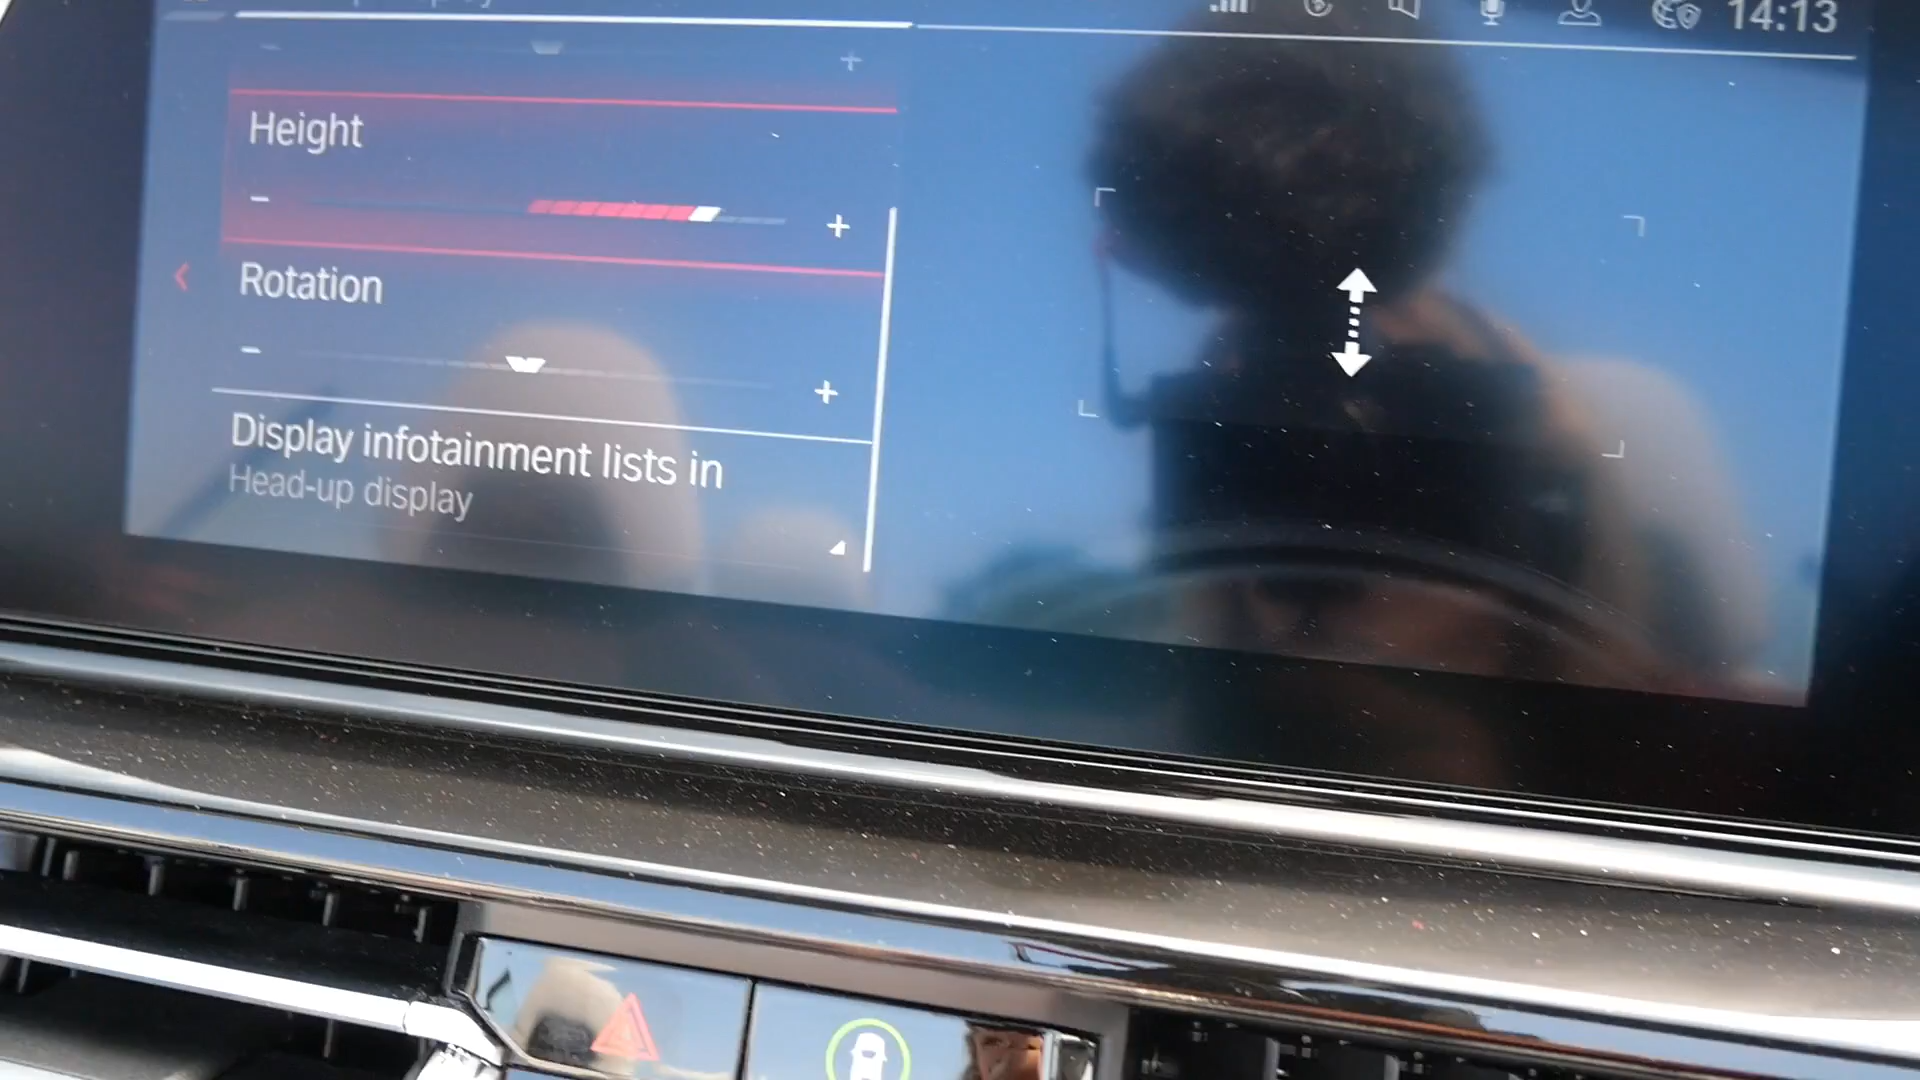 14:13
Height
Rotation
Display infotainment lists in
Head-up display